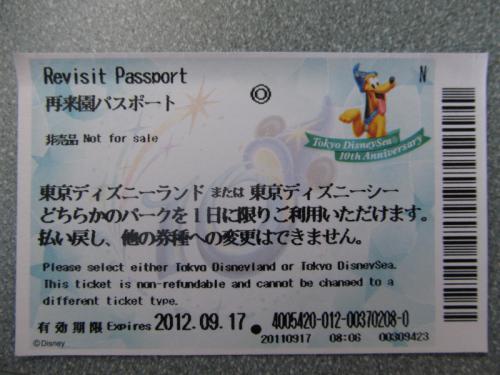 Revisit Passport
N
再来園パスポート
◎
非売品 Not for sale
Tokyo DisneySea®
10th Anniversary
東京ディズニーランド または 東京ディズニーシー
どちらかのパークを1日に限りご利用いただけます。
払い戻し、他の券種への変更はできません。
Please select either Tokyo Disneyland or Tokyo DisneySea.
This ticket is non-refundable and cannot be changed to a
different ticket type.
有効期限 Expires 2012.09.17 ● 4005420-012-00370208-0
©Disney
20110917 08:06 00309423